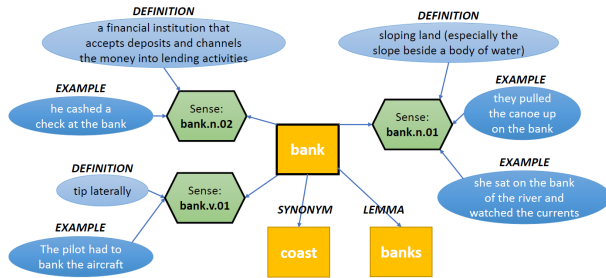 DEFINITION
a financial institution that
accepts deposits and channels
the money into lending activities
DEFINITION
sloping land (especially the
slope beside a body of water)
EXAMPLE
he cashed a
check at the bank
Sense:
bank.n.02
bank
Sense:
bank.n.01
EXAMPLE
they pulled
the canoe up
on the bank
DEFINITION
tip laterally
Sense:
bank.v.01
EXAMPLE
she sat on the bank
of the river and
watched the currents
EXAMPLE
The pilot had to
bank the aircraft
SYNONYM
LEMMA
coast
banks